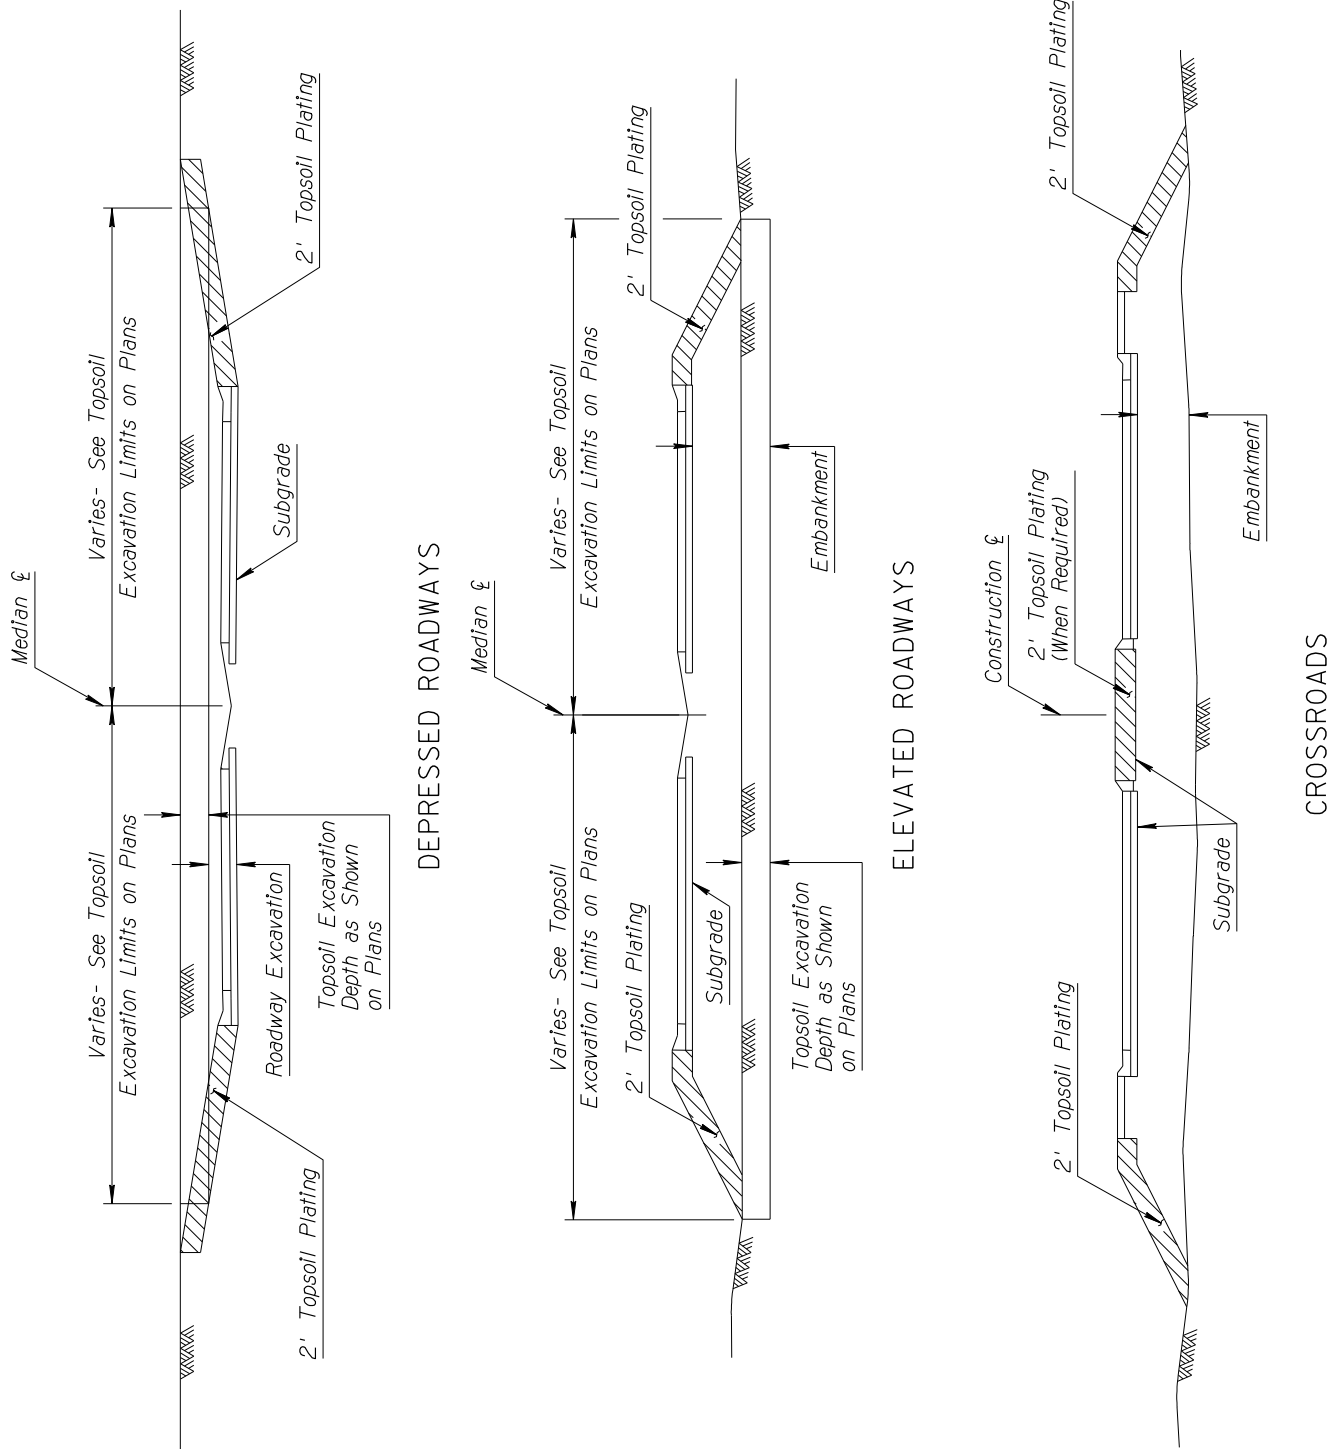 Median ℄
Varies- See Topsoil
Excavation Limits on Plans
Varies- See Topsoil
Excavation Limits on Plans
2' Topsoil Plating
Topsoil Excavation
Depth as Shown
on Plans
Roadway Excavation
Subgrade
2' Topsoil Plating
DEPRESSED ROADWAYS
Median ℄
Varies- See Topsoil
Excavation Limits on Plans
Varies- See Topsoil
Excavation Limits on Plans
2' Topsoil Plating
2' Topsoil Plating
Subgrade
Topsoil Excavation
Depth as Shown
on Plans
Embankment
ELEVATED ROADWAYS
Construction ℄
2' Topsoil Plating
(When Required)
2' Topsoil Plating
2' Topsoil Plating
Subgrade
Embankment
CROSSROADS